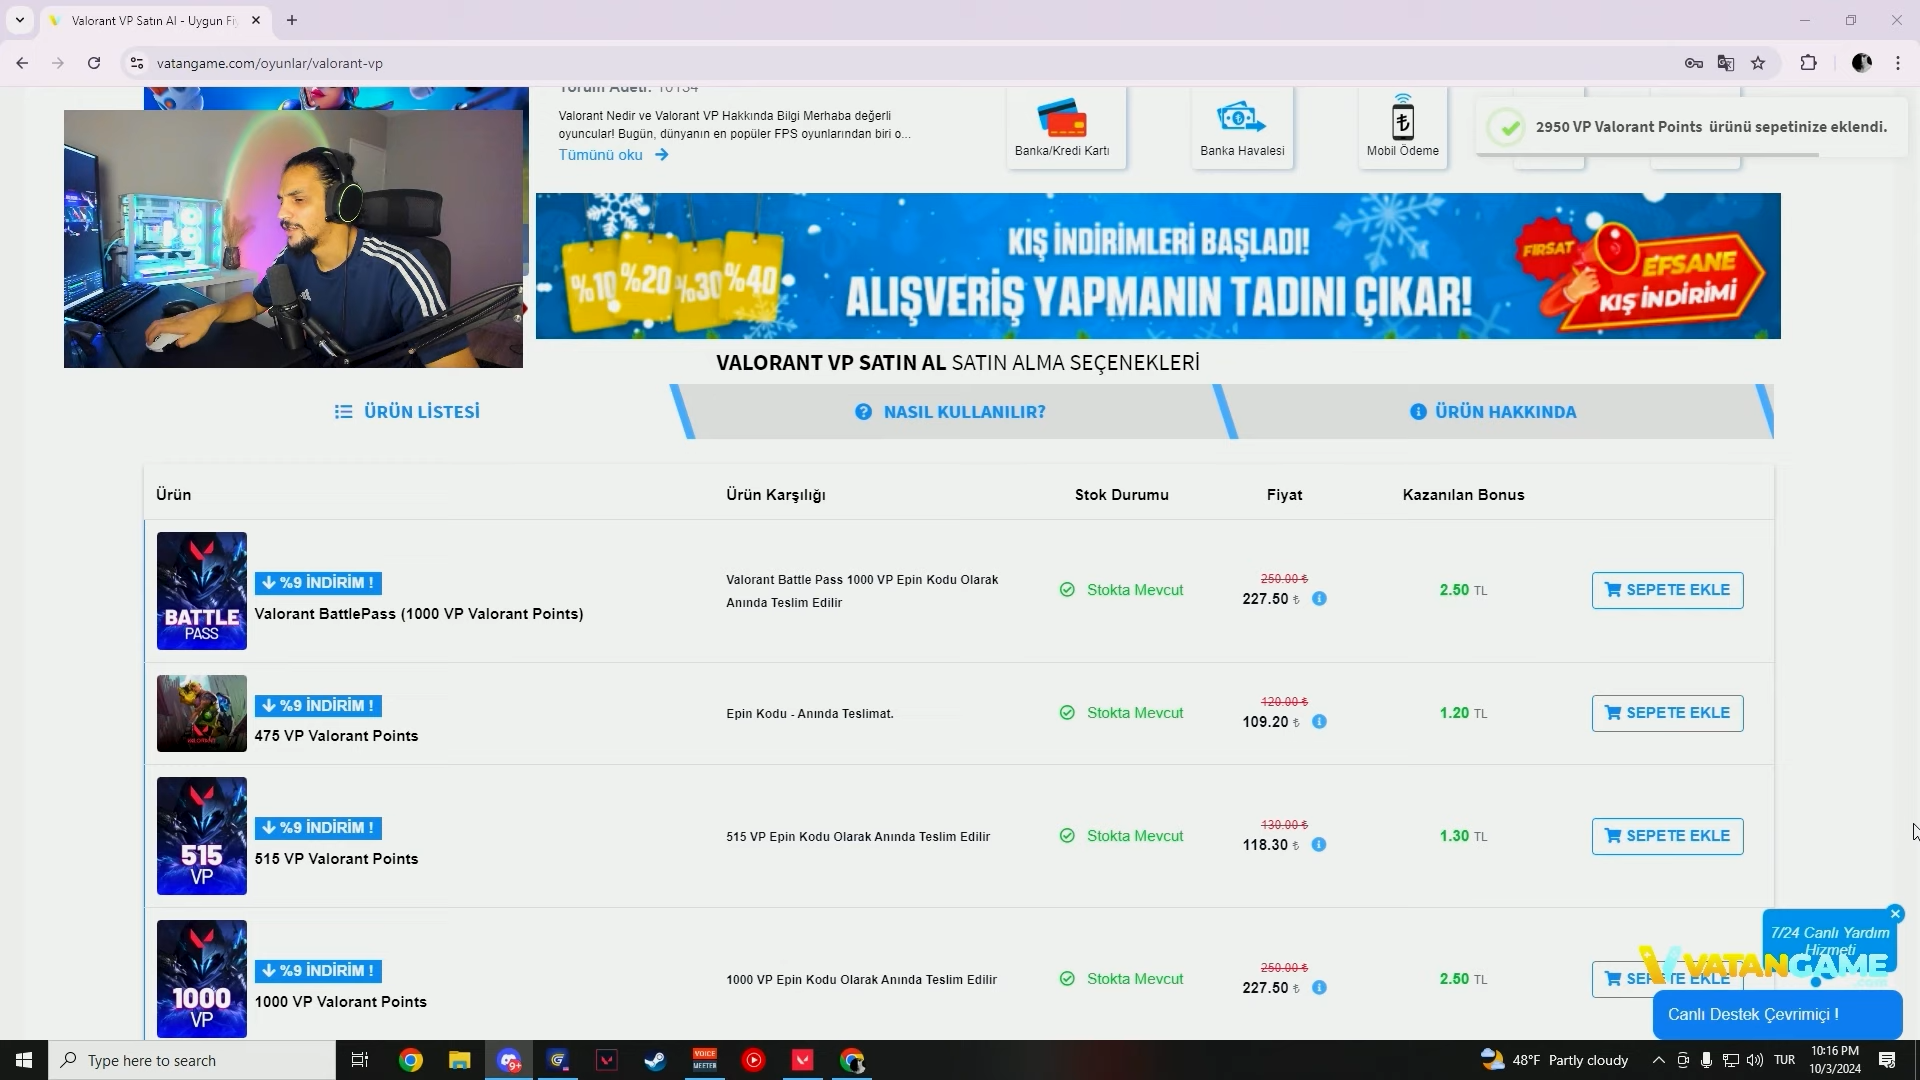 Valorant VP Satın Al - Uygun Fi
vatangame.com/oyunlar/valorant-vp
Yorum Adeti: 10134
Valorant Nedir ve Valorant VP Hakkında Bilgi Merhaba değerli
oyuncular! Bugün, dünyanın en popüler FPS oyunlarından biri o...
Tümünü oku
Banka/Kredi Kartı
Banka Havalesi
Mobil Ödeme
2950 VP Valorant Points ürünü sepetinize eklendi.
%10 %20 %30 %40
KIŞ İNDİRİMLERİ BAŞLADI!
ALIŞVERİŞ YAPMANIN TADINI ÇIKAR!
FIRSAT
EFSANE
KIŞ İNDİRİMİ
VALORANT VP SATIN AL SATIN ALMA SEÇENEKLERİ
ÜRÜN LİSTESİ
NASIL KULLANILIR?
ÜRÜN HAKKINDA
Ürün Ürün Karşılığı Stok Durumu Fiyat Kazanılan Bonus
BATTLE
PASS
%9 İNDİRİM !
Valorant BattlePass (1000 VP Valorant Points)
Valorant Battle Pass 1000 VP Epin Kodu Olarak
Anında Teslim Edilir
Stokta Mevcut
250.00 ₺
227.50 ₺
2.50 TL
SEPETE EKLE
%9 İNDİRİM !
475 VP Valorant Points
Epin Kodu - Anında Teslimat.
Stokta Mevcut
120.00 ₺
109.20 ₺
1.20 TL
SEPETE EKLE
515
VP
%9 İNDİRİM !
515 VP Valorant Points
515 VP Epin Kodu Olarak Anında Teslim Edilir
Stokta Mevcut
130.00 ₺
118.30 ₺
1.30 TL
SEPETE EKLE
1000
VP
%9 İNDİRİM !
1000 VP Valorant Points
1000 VP Epin Kodu Olarak Anında Teslim Edilir
Stokta Mevcut
250.00 ₺
227.50 ₺
2.50 TL
SEPETE EKLE
7/24 Canlı Yardım
Hizmeti
VATANGAME
.com
Canlı Destek Çevrimiçi !
Type here to search
9+
VOICE
MEETER
48°F Partly cloudy
TUR
10:16 PM
10/3/2024